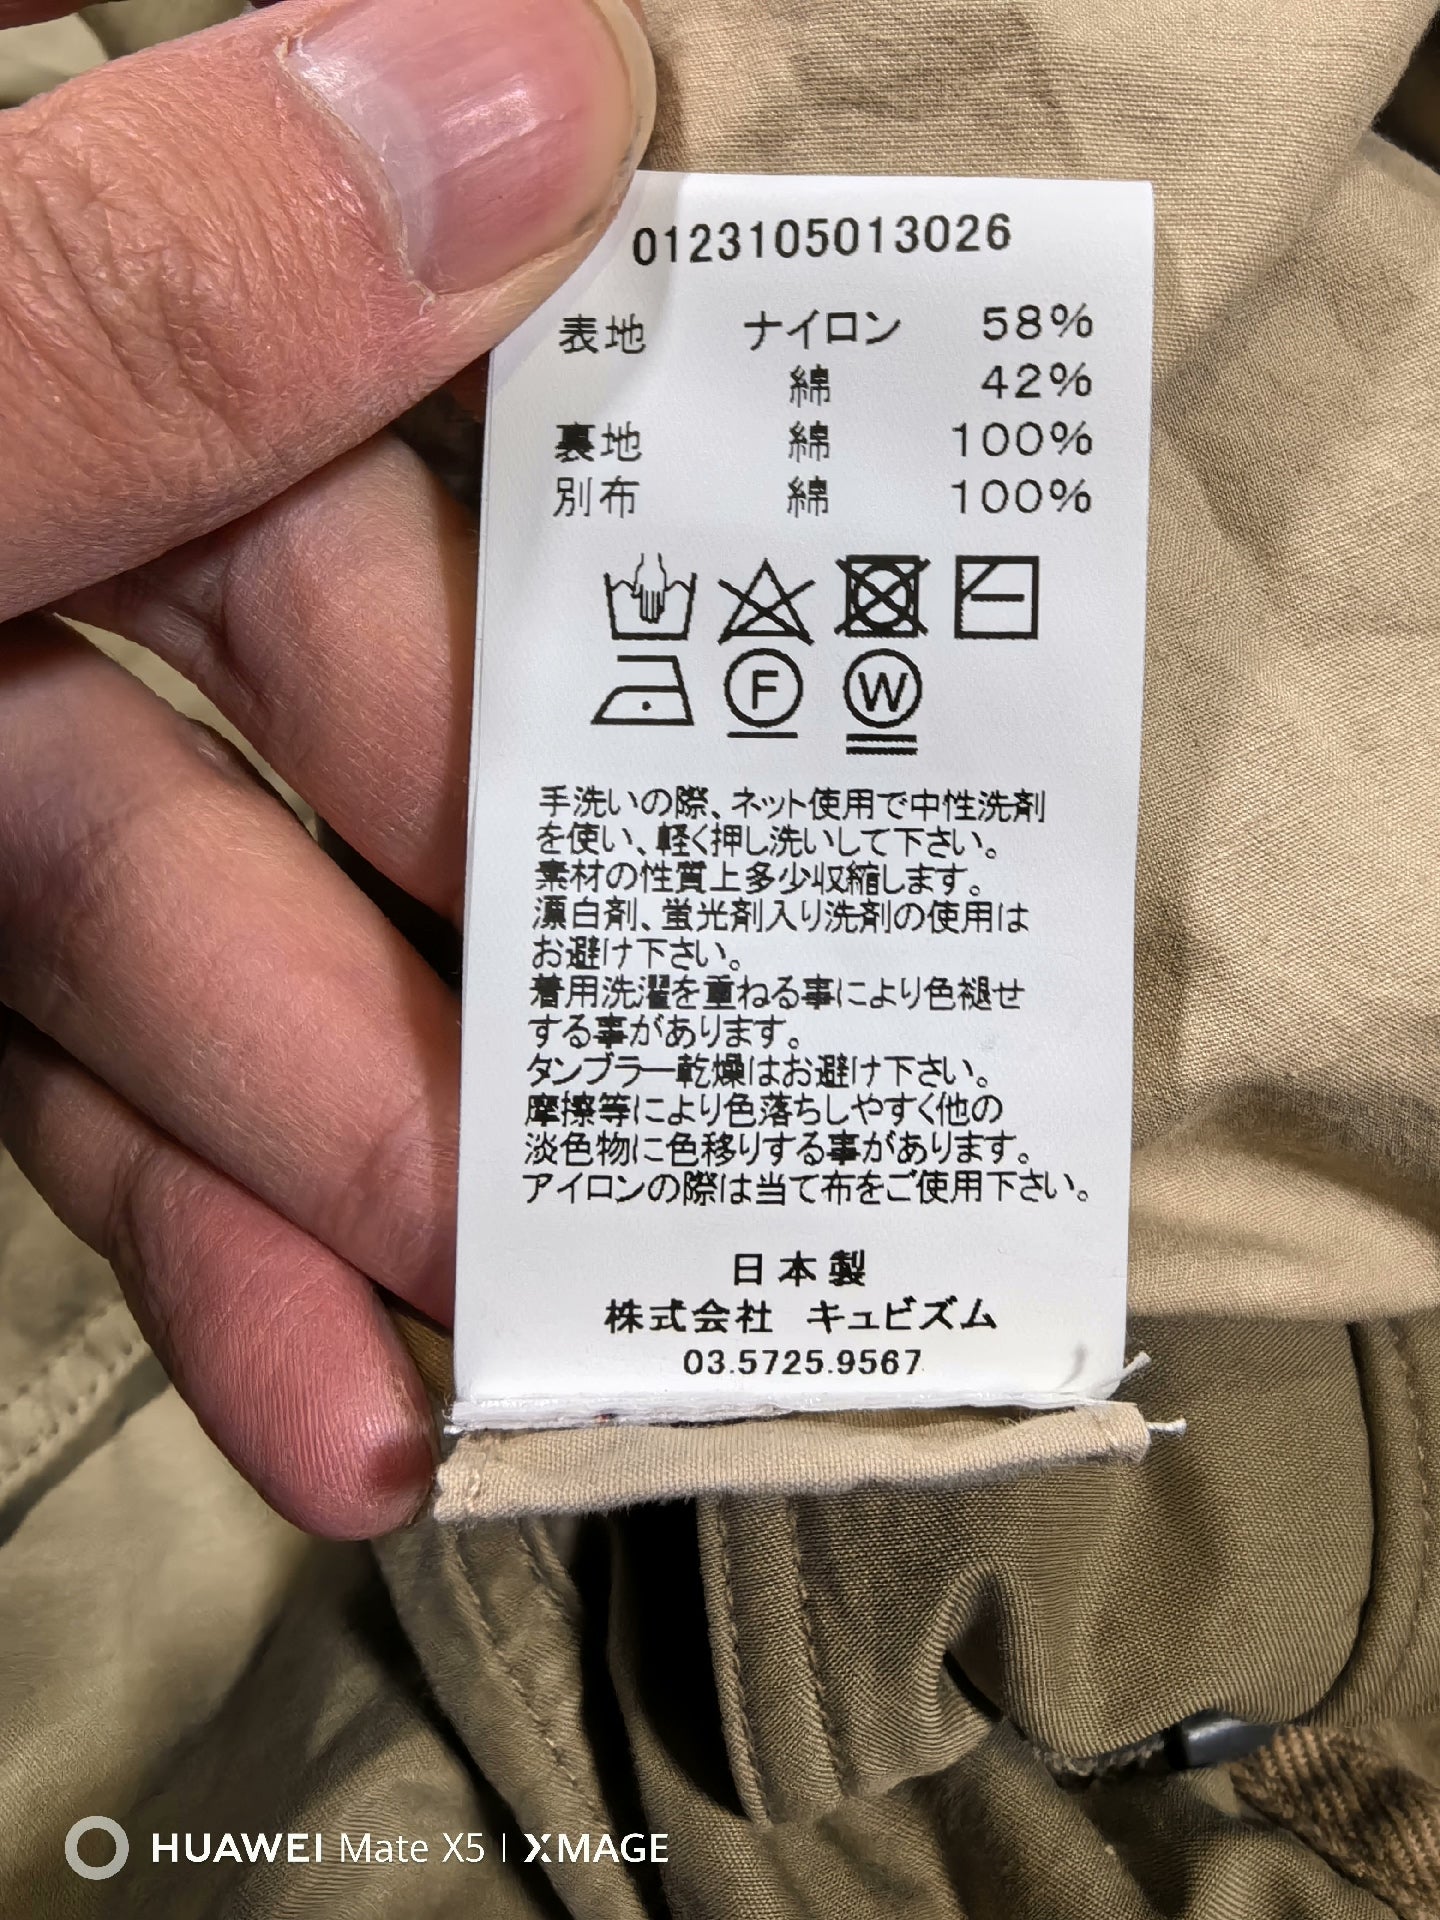 0123105013026
表地 ナイロン 58%
綿 42%
裏地 綿 100%
別布 綿 100%
F W
手洗いの際、ネット使用で中性洗剤
を使い、軽く押し洗いして下さい。
素材の性質上多少収縮します。
漂白剤、蛍光剤入り洗剤の使用は
お避け下さい。
着用洗濯を重ねる事により色褪せ
する事があります。
タンブラー乾燥はお避け下さい。
摩擦等により色落ちしやすく他の
淡色物に色移りする事があります。
アイロンの際は当て布をご使用下さい。
日本製
株式会社 キュビズム
03.5725.9567
HUAWEI Mate X5 | XMAGE